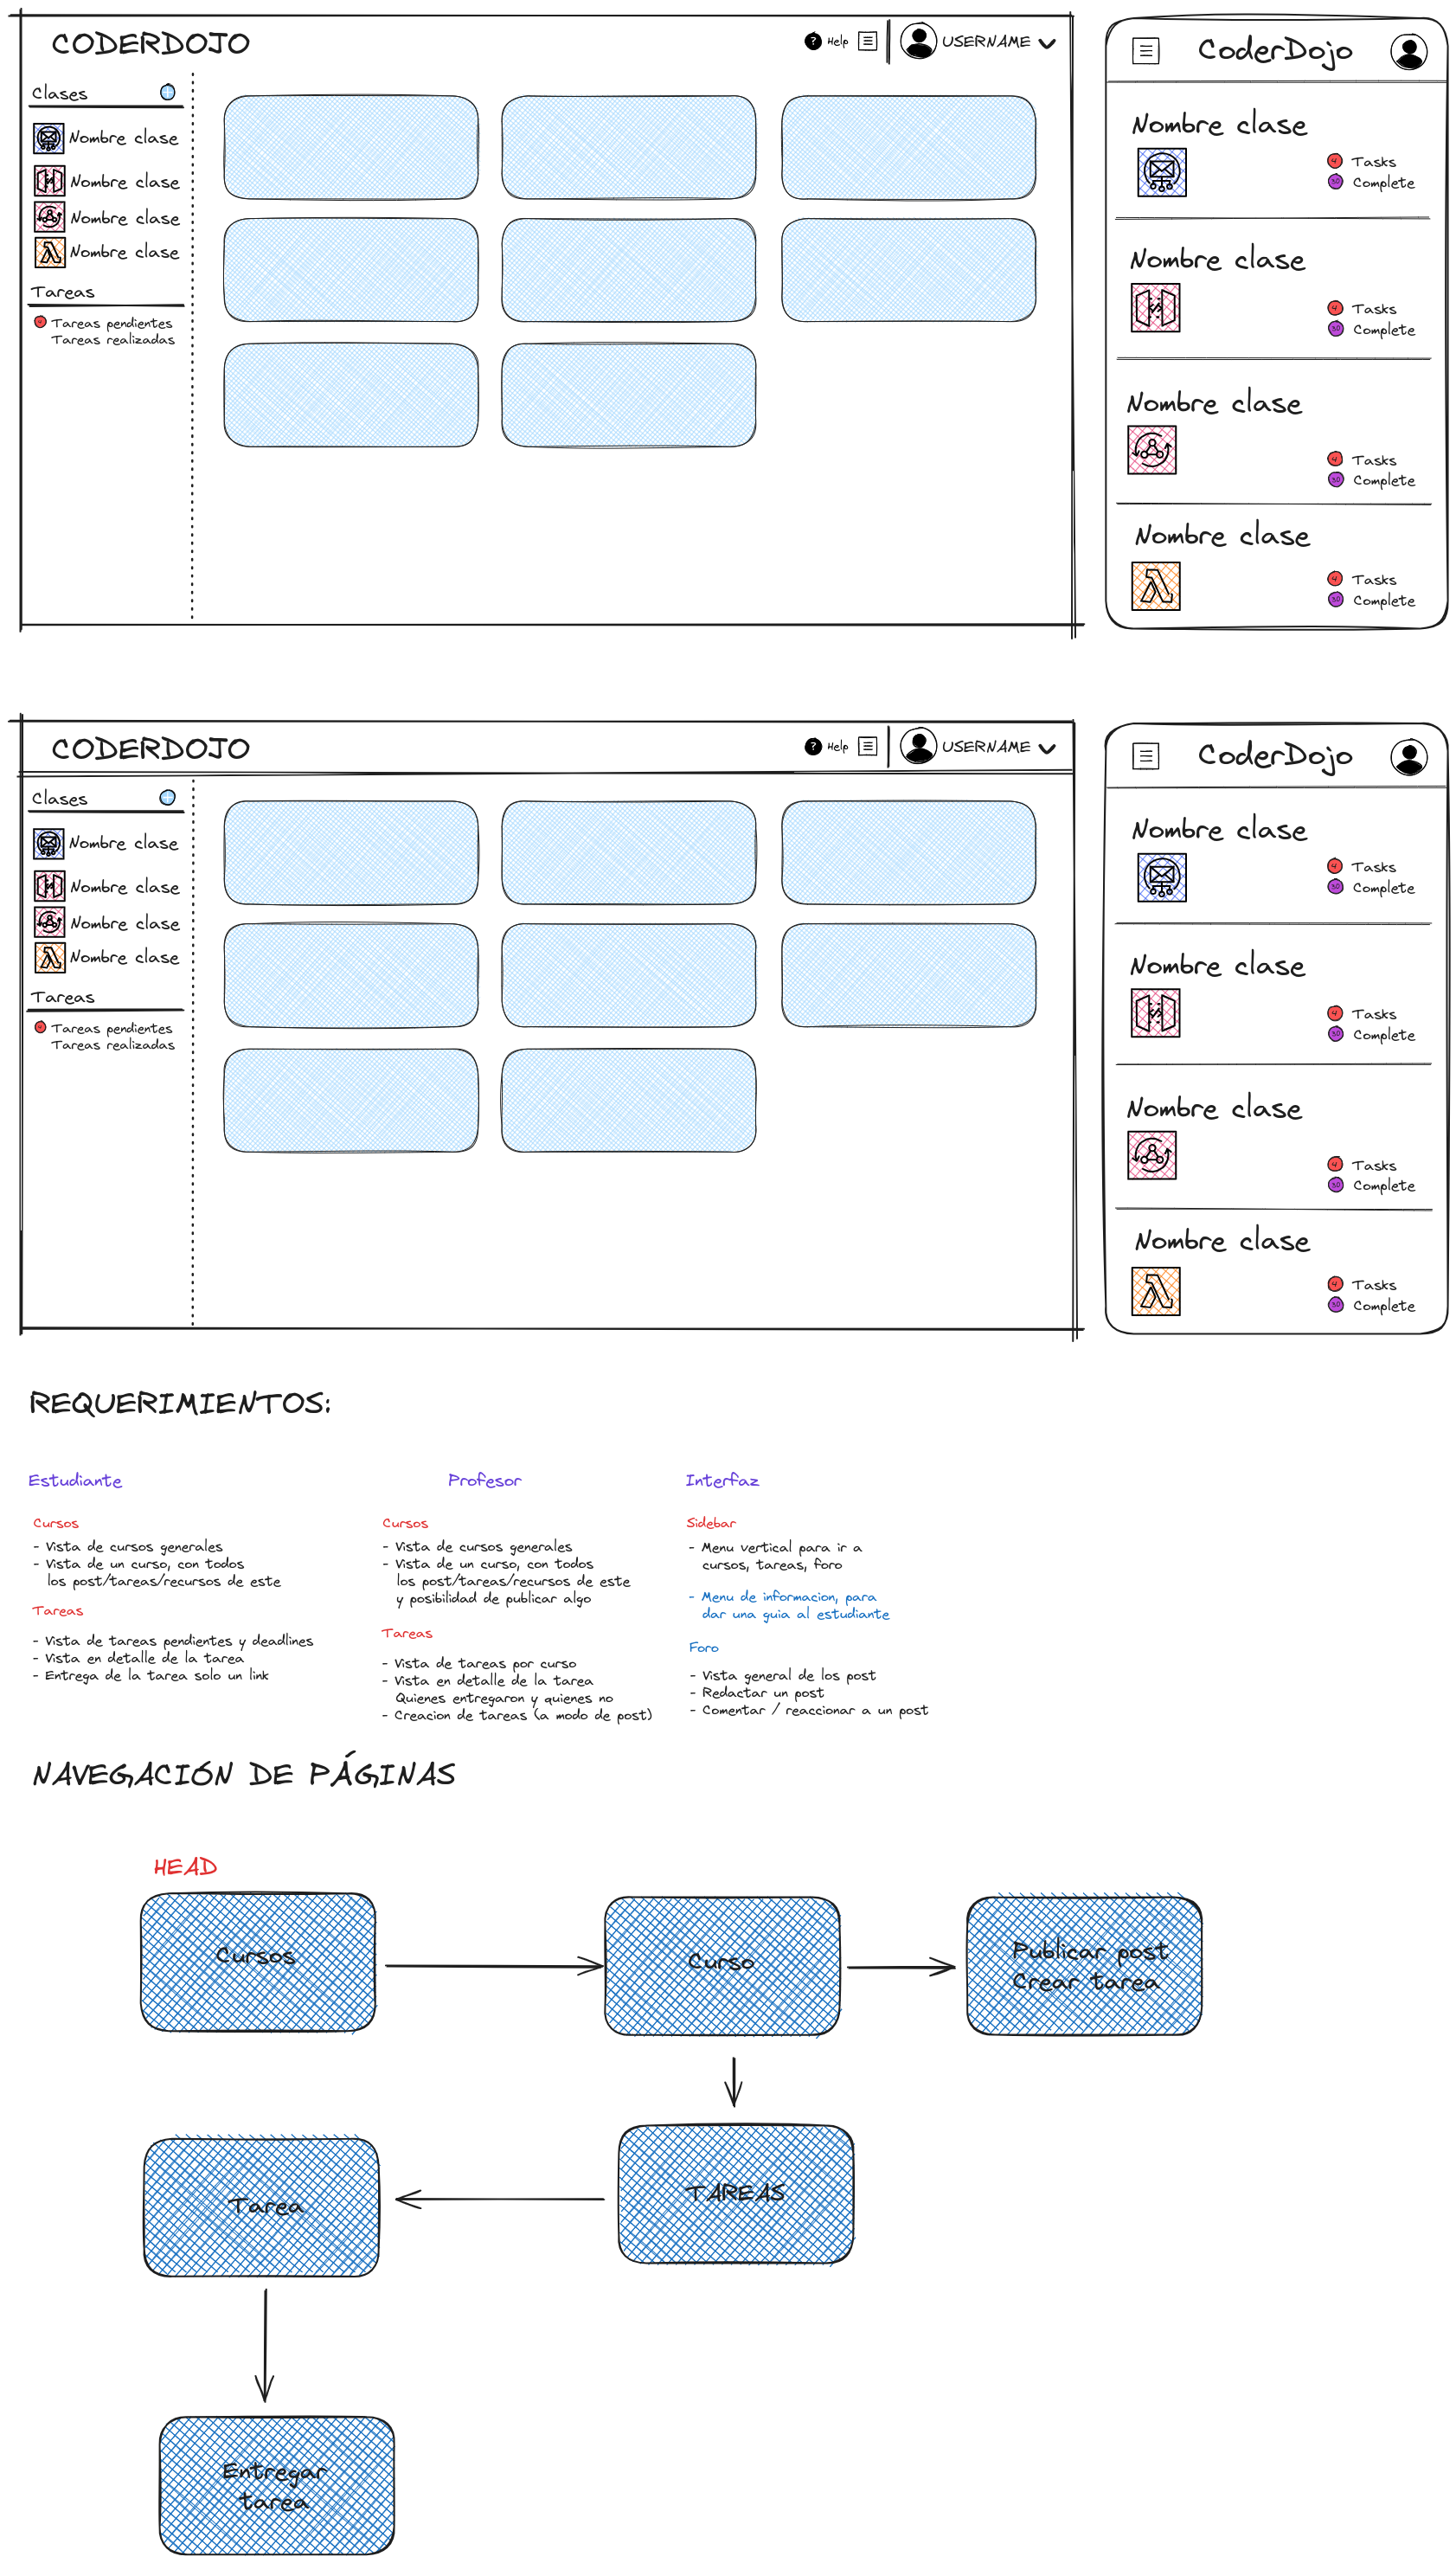 CODERDOJO
? Help
USERNAME
Clases
Nombre clase
Nombre clase
Nombre clase
Nombre clase
Tareas
Tareas pendientes
Tareas realizadas
CoderDojo
Nombre clase
4 Tasks
30 Complete
Nombre clase
4 Tasks
30 Complete
Nombre clase
4 Tasks
30 Complete
Nombre clase
4 Tasks
30 Complete
CODERDOJO
? Help
USERNAME
Clases
Nombre clase
Nombre clase
Nombre clase
Nombre clase
Tareas
Tareas pendientes
Tareas realizadas
CoderDojo
Nombre clase
4 Tasks
30 Complete
Nombre clase
4 Tasks
30 Complete
Nombre clase
4 Tasks
30 Complete
Nombre clase
4 Tasks
30 Complete
REQUERIMIENTOS:
Estudiante
Cursos
- Vista de cursos generales
- Vista de un curso, con todos
los post/tareas/recursos de este
Tareas
- Vista de tareas pendientes y deadlines
- Vista en detalle de la tarea
- Entrega de la tarea solo un link
Profesor
Cursos
- Vista de cursos generales
- Vista de un curso, con todos
los post/tareas/recursos de este
y posibilidad de publicar algo
Tareas
- Vista de tareas por curso
- Vista en detalle de la tarea
Quienes entregaron y quienes no
- Creacion de tareas (a modo de post)
Interfaz
Sidebar
- Menu vertical para ir a
cursos, tareas, foro
- Menu de informacion, para
dar una guia al estudiante
Foro
- Vista general de los post
- Redactar un post
- Comentar / reaccionar a un post
NAVEGACIÓN DE PÁGINAS
HEAD
Cursos
Curso
Publicar post
Crear tarea
Tarea
TAREAS
Entregar
tarea